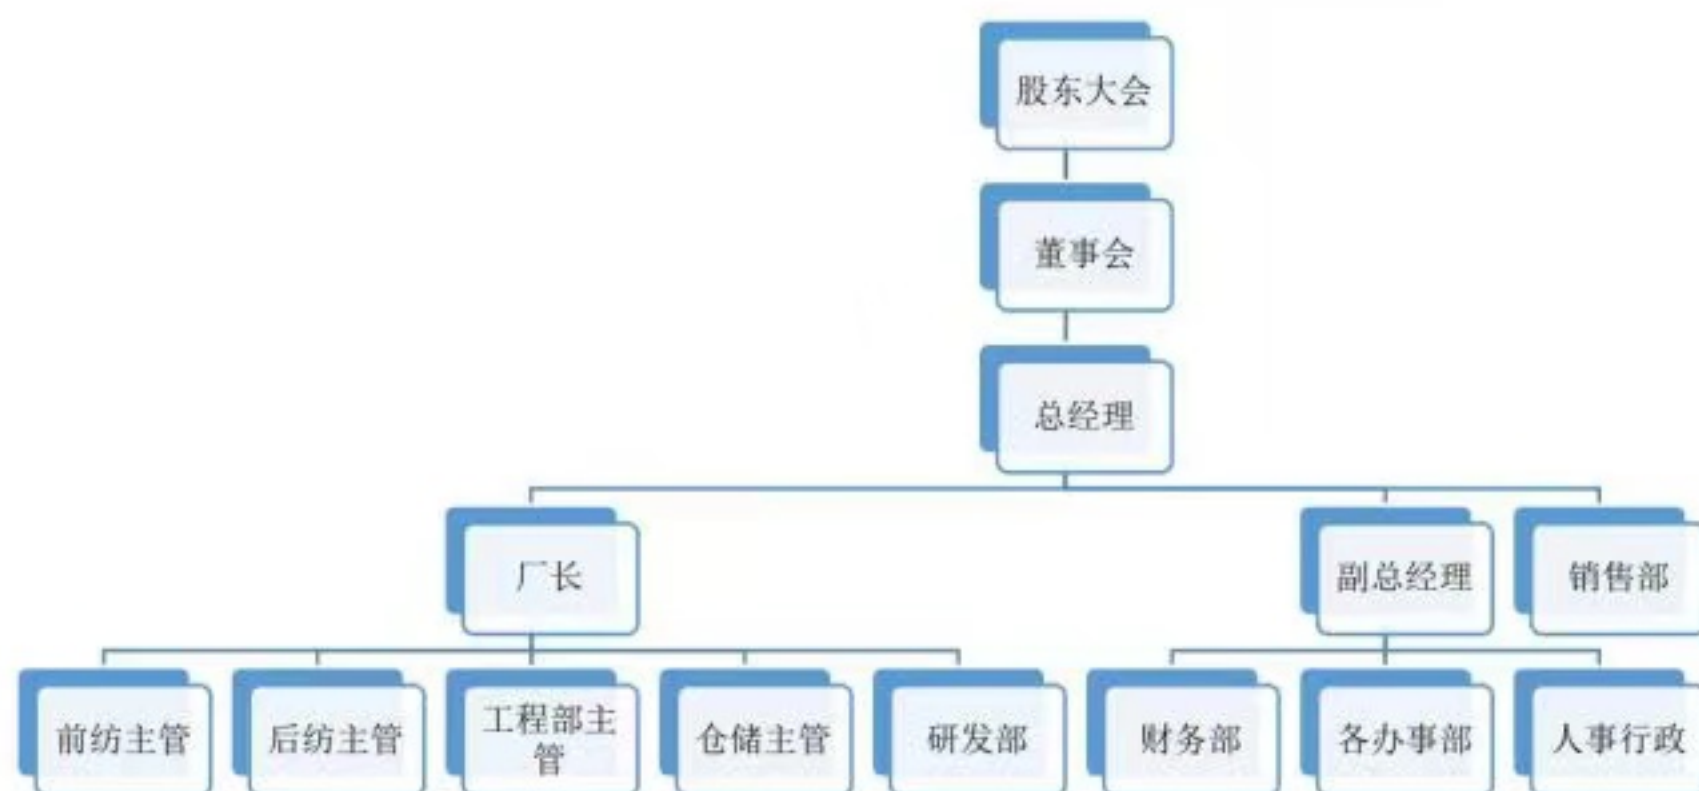 股东大会
董事会
总经理
厂长
副总经理
销售部
前纺主管
后纺主管
工程部主
管
仓储主管
研发部
财务部
各办事部
人事行政